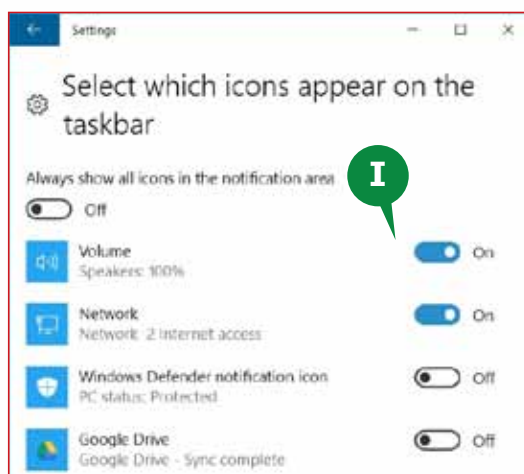 Settings
Select which icons appear on the
taskbar
Always show all icons in the notification area
I
Off
Volume
On
Speakers: 100%
Network
On
Network 2 Internet access
Windows Defender notification icon
Off
PC status: Protected
Google Drive
Off
Google Drive - Sync complete